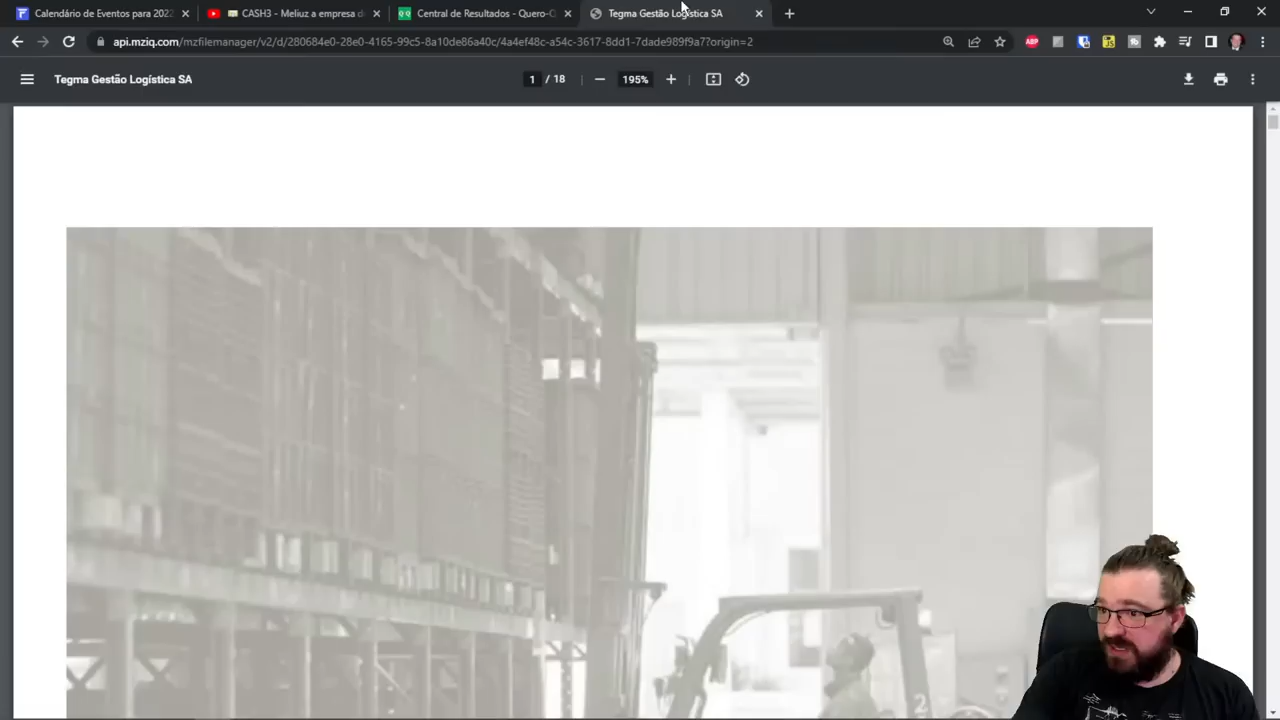 Calendário de Eventos para 2022
CASH3 - Meliuz a empresa d
Central de Resultados - Quero-Q
Tegma Gestão Logística SA
api.mziq.com/mzfilemanager/v2/d/280684e0-28e0-4165-99c5-8a10de86a40c/4a4ef48c-a54c-3617-8dd1-7dade989f9a7?origin=2
ABP
Tegma Gestão Logística SA
1 / 18
195%
2